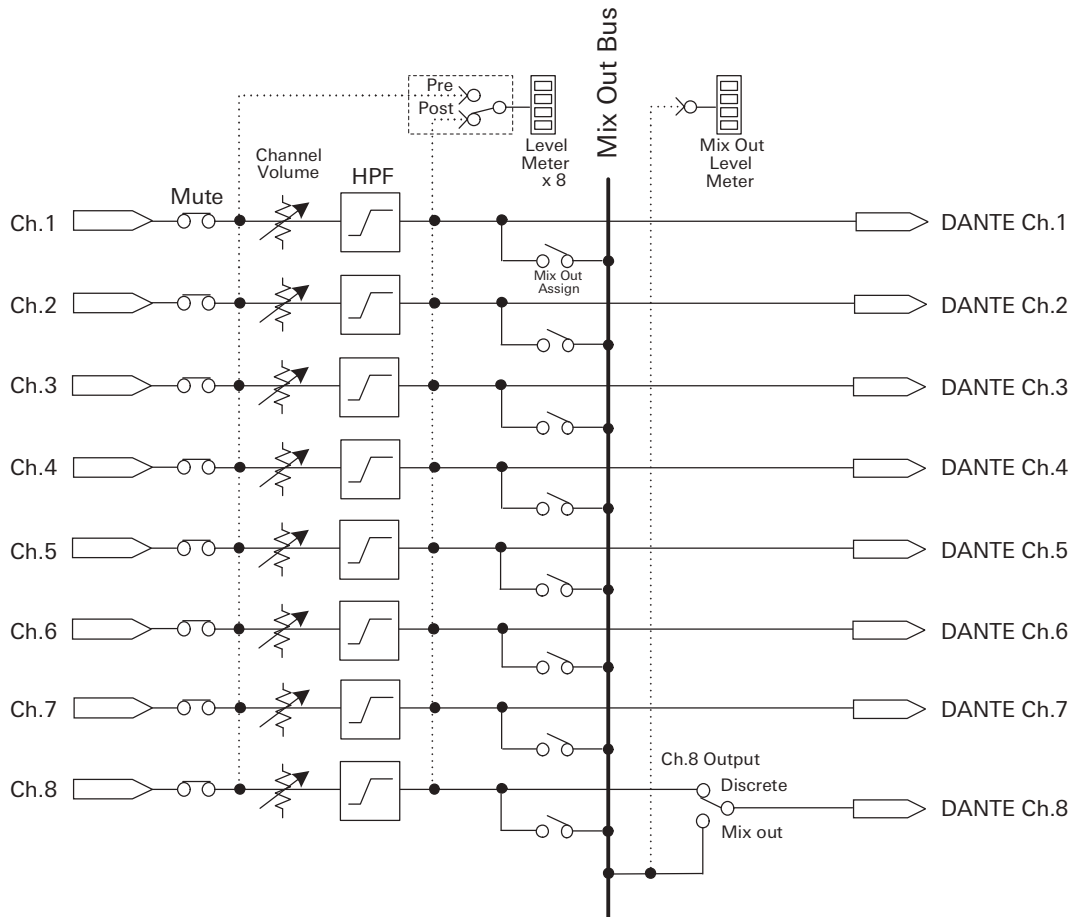 Mix Out Bus
Pre
Post
Level
Meter
x 8
Mix Out
Level
Meter
Channel
Volume
HPF
Mute
Ch.1
DANTE Ch.1
Mix Out
Assign
Ch.2
DANTE Ch.2
Ch.3
DANTE Ch.3
Ch.4
DANTE Ch.4
Ch.5
DANTE Ch.5
Ch.6
DANTE Ch.6
Ch.7
DANTE Ch.7
Ch.8 Output
Ch.8
Discrete
DANTE Ch.8
Mix out